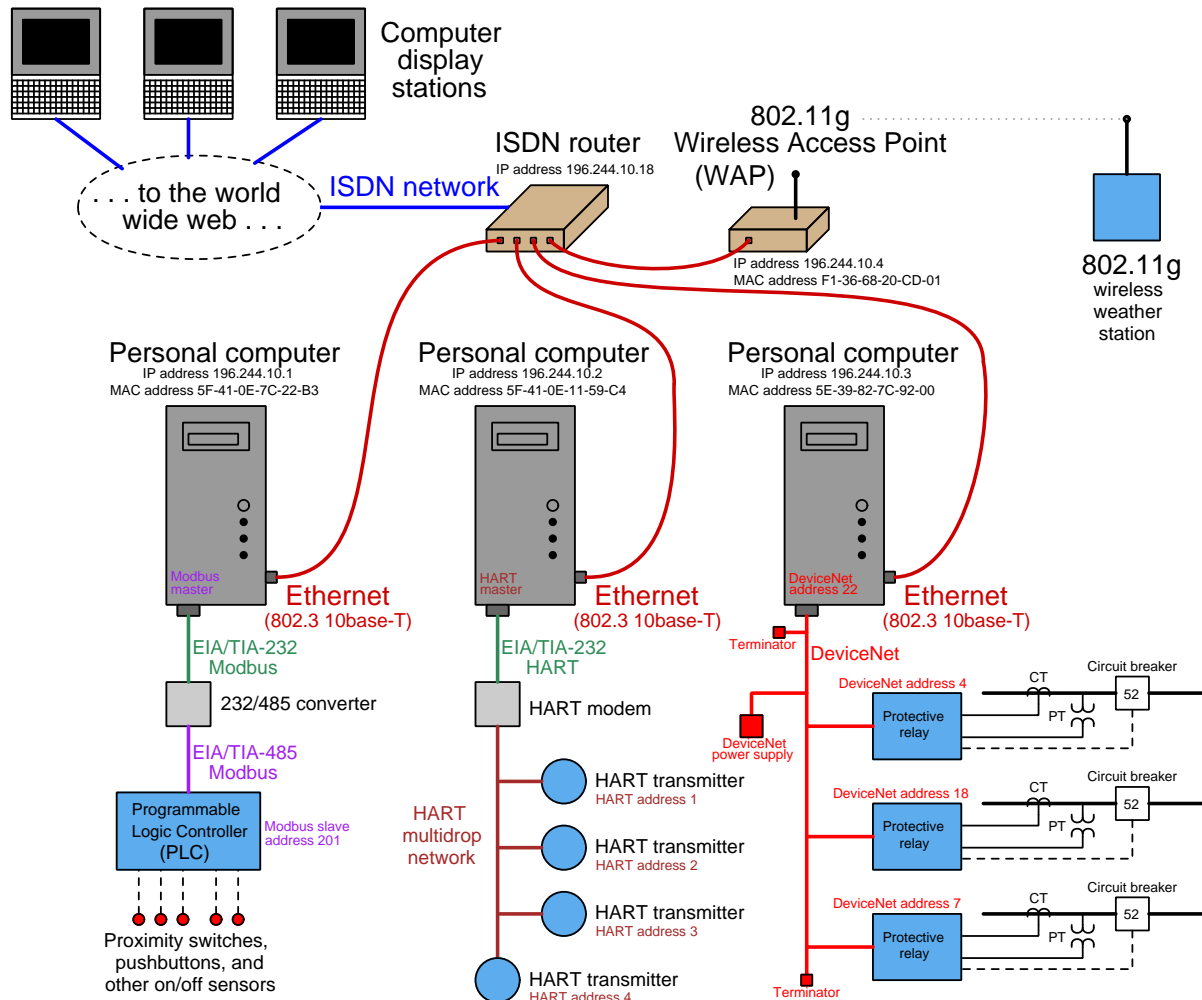 Computer
display
stations
. . . to the world
wide web . . .
ISDN network
ISDN router
IP address 196.244.10.18
802.11g
Wireless Access Point
(WAP)
IP address 196.244.10.4
MAC address F1-36-68-20-CD-01
802.11g
wireless
weather
station
Personal computer
IP address 196.244.10.1
MAC address 5F-41-0E-7C-22-B3
Modbus
master
Ethernet
(802.3 10base-T)
EIA/TIA-232
Modbus
232/485 converter
EIA/TIA-485
Modbus
Programmable
Logic Controller
(PLC)
Modbus slave
address 201
Proximity switches,
pushbuttons, and
other on/off sensors
Personal computer
IP address 196.244.10.2
MAC address 5F-41-0E-11-59-C4
HART
master
Ethernet
(802.3 10base-T)
EIA/TIA-232
HART
HART modem
HART
multidrop
network
HART transmitter
HART address 1
HART transmitter
HART address 2
HART transmitter
HART address 3
HART transmitter
HART address 4
Personal computer
IP address 196.244.10.3
MAC address 5E-39-82-7C-92-00
DeviceNet
address 22
Ethernet
(802.3 10base-T)
Terminator
DeviceNet
DeviceNet
power supply
DeviceNet address 4
Protective
relay
CT
PT
Circuit breaker
52
DeviceNet address 18
Protective
relay
CT
PT
Circuit breaker
52
DeviceNet address 7
Protective
relay
CT
PT
Circuit breaker
52
Terminator